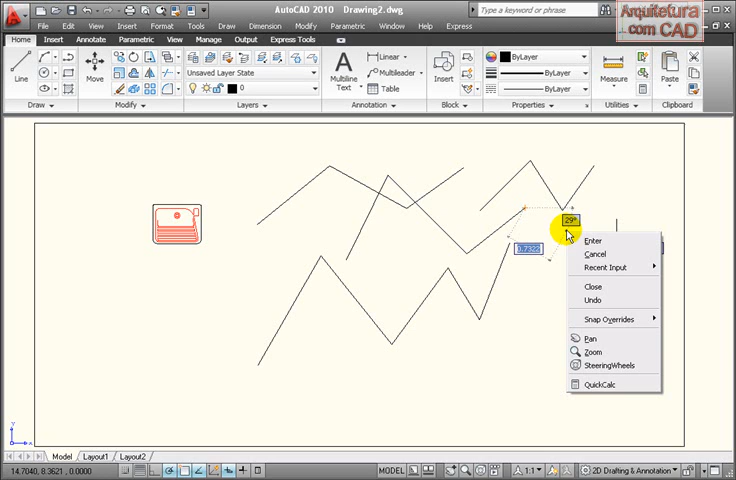 AutoCAD 2010 Drawing2.dwg
Type a keyword or phrase
Arquitetura
com CAD
File Edit View Insert Format Tools Draw Dimension Modify Window Help Express
Home Insert Annotate Parametric View Manage Output Express
Line
Move
Unsaved Layer State
0
Multiline
Text
Linear
Multileader
Table
Insert
ByLayer
ByLayer
ByLayer
Measure
Paste
Draw
Modify
Layers
Annotation
Block
Properties
Utilities
Clipboard
29°
0.7322
Enter
Cancel
Recent Input
Close
Undo
Snap Overrides
Pan
Zoom
SteeringWheels
QuickCalc
Y
X
Model Layout1 Layout2
14.7040, 8.3621, 0.0000
MODEL
1:1
2D Drafting & Annotation